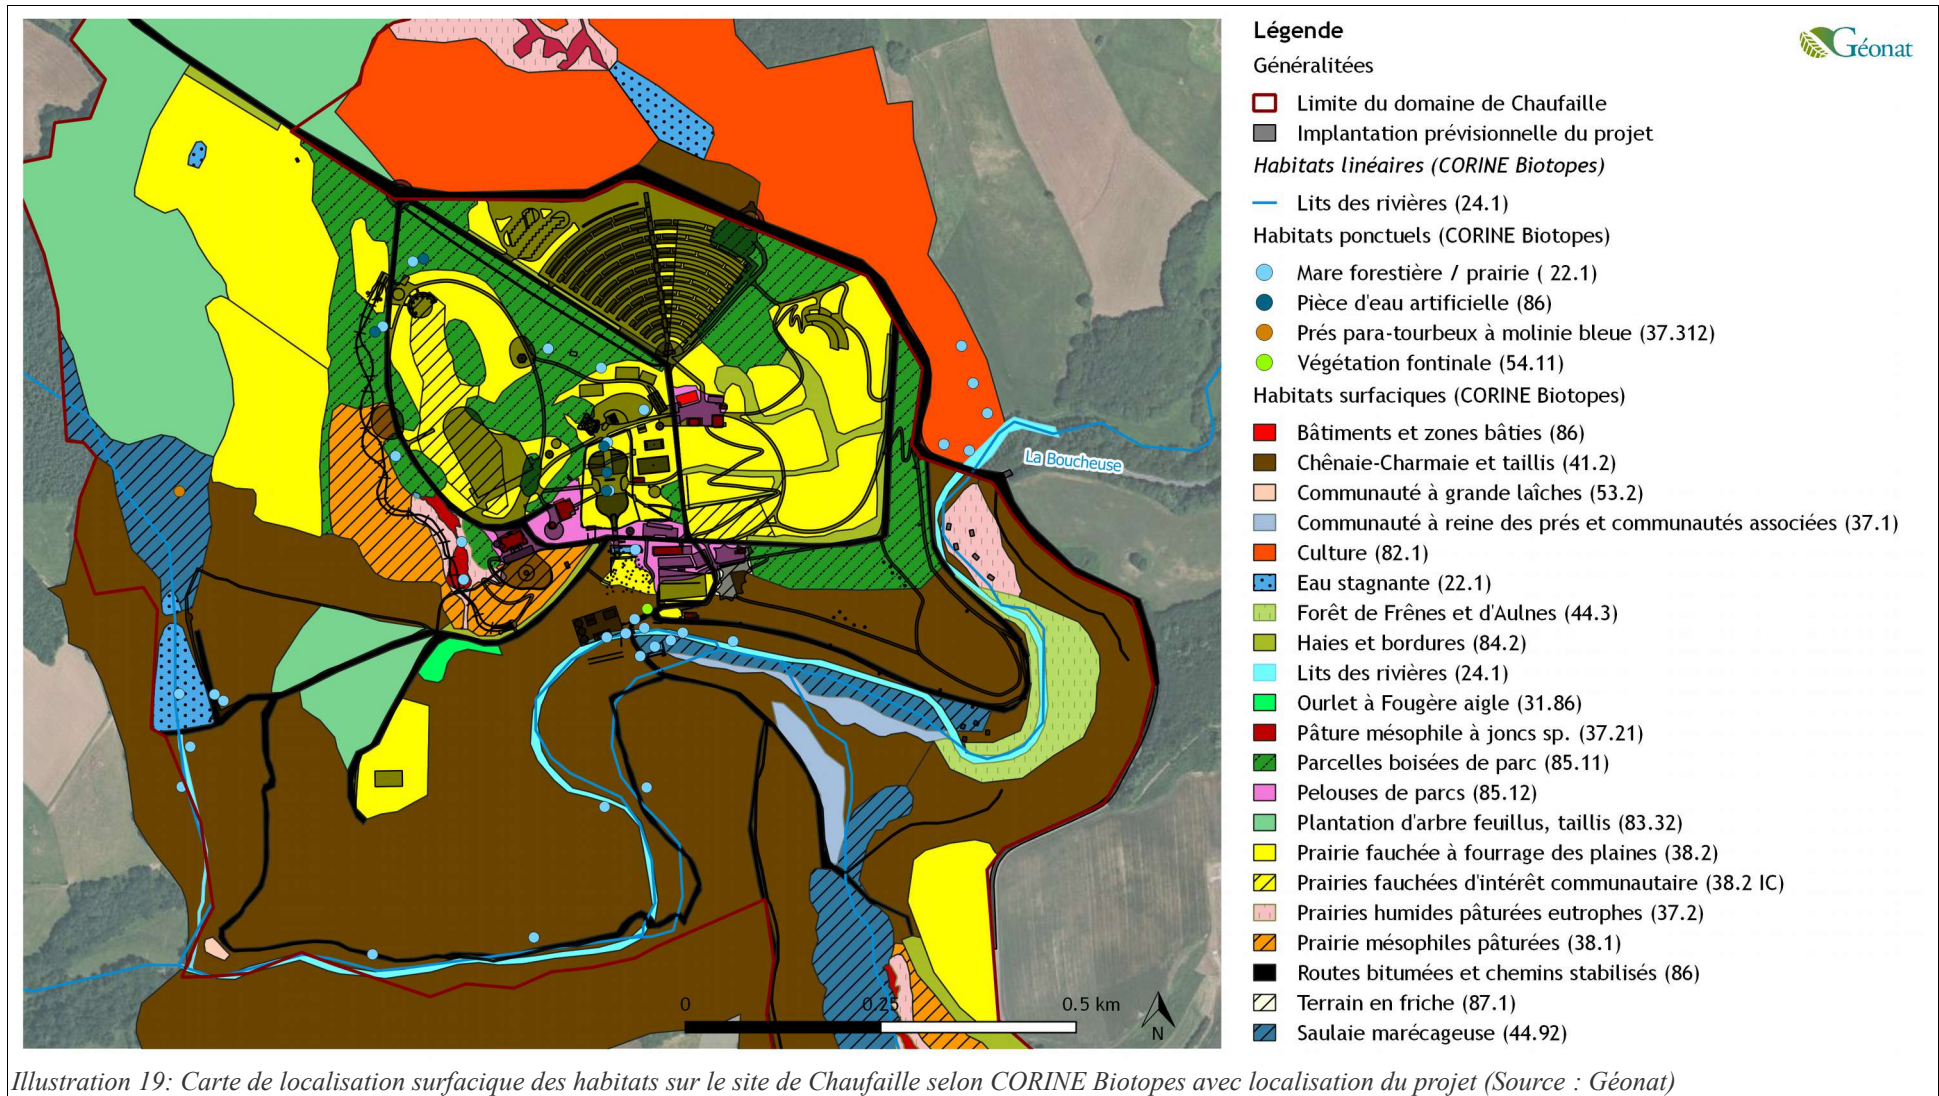 Légende
Géonat
Généralitées
Limite du domaine de Chaufaille
Implantation prévisionnelle du projet
Habitats linéaires (CORINE Biotopes)
Lits des rivières (24.1)
Habitats ponctuels (CORINE Biotopes)
Mare forestière / prairie ( 22.1)
Pièce d'eau artificielle (86)
Prés para-tourbeux à molinie bleue (37.312)
Végétation fontinale (54.11)
Habitats surfaciques (CORINE Biotopes)
Bâtiments et zones bâties (86)
Chênaie-Charmaie et taillis (41.2)
Communauté à grande laîches (53.2)
Communauté à reine des prés et communautés associées (37.1)
Culture (82.1)
Eau stagnante (22.1)
Forêt de Frênes et d'Aulnes (44.3)
Haies et bordures (84.2)
Lits des rivières (24.1)
Ourlet à Fougère aigle (31.86)
Pâture mésophile à joncs sp. (37.21)
Parcelles boisées de parc (85.11)
Pelouses de parcs (85.12)
Plantation d'arbre feuillus, taillis (83.32)
Prairie fauchée à fourrage des plaines (38.2)
Prairies fauchées d'intérêt communautaire (38.2 IC)
Prairies humides pâturées eutrophes (37.2)
Prairie mésophiles pâturées (38.1)
Routes bitumées et chemins stabilisés (86)
Terrain en friche (87.1)
Saulaie marécageuse (44.92)
La Boucheuse
0 0.25 0.5 km
N
Illustration 19: Carte de localisation surfacique des habitats sur le site de Chaufaille selon CORINE Biotopes avec localisation du projet (Source : Géonat)